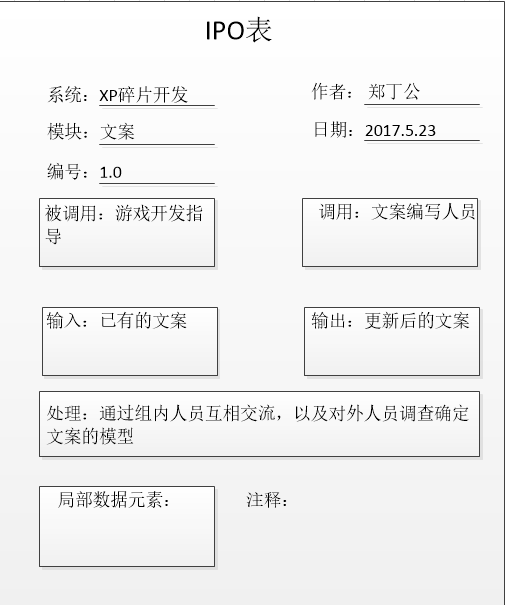 IPO表
系统：XP碎片开发
作者：郑丁公
模块：文案
日期：2017.5.23
编号：1.0
被调用：游戏开发指
导
调用：文案编写人员
输入：已有的文案
输出：更新后的文案
处理：通过组内人员互相交流，以及对外人员调查确定
文案的模型
局部数据元素：
注释：